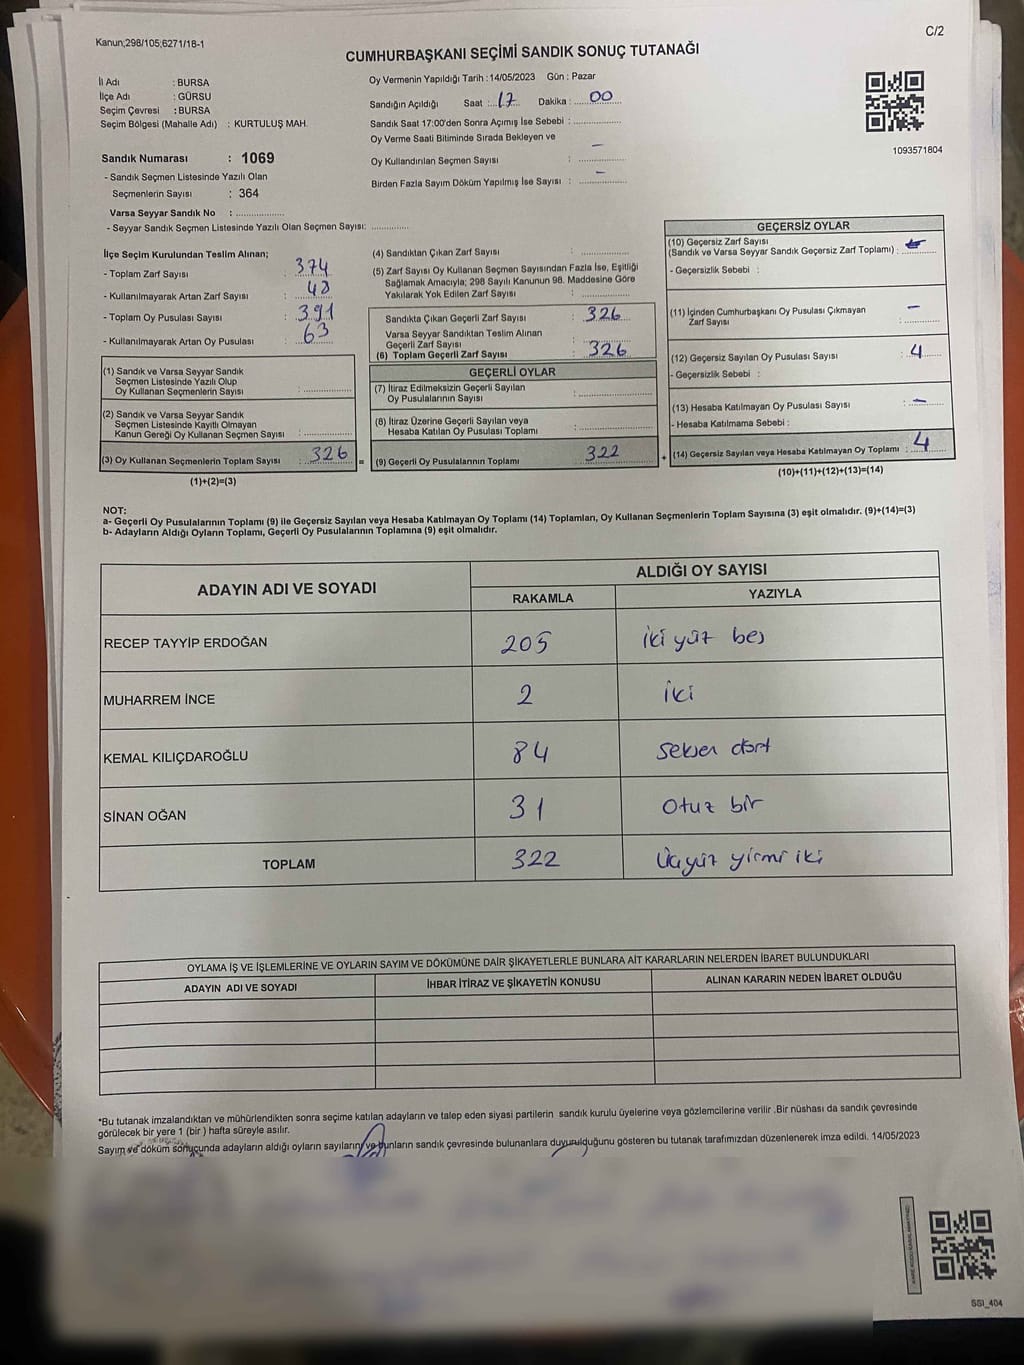 Kanun;298/105;6271/16-1
C/2
CUMHURBAŞKANI SEÇİMİ SANDIK SONUÇ TUTANAĞI
İl Adı : BURSA
İlçe Adı : GÜRSU
Seçim Çevresi : BURSA
Seçim Bölgesi (Mahalle Adı) : KURTULUŞ MAH.
Oy Vermenin Yapıldığı Tarih : 14/05/2023 Gün : Pazar
Sandığın Açıldığı Saat : 17 Dakika : 00
Sandık Saat 17:00'den Sonra Açımış İse Sebebi :
Oy Verme Saati Bitiminde Sırada Bekleyen ve
Oy Kullandırılan Seçmen Sayısı : –
Birden Fazla Sayım Döküm Yapılmış İse Sayısı : –
1093571804
Sandık Numarası : 1069
- Sandık Seçmen Listesinde Yazılı Olan
Seçmenlerin Sayısı : 364
Varsa Seyyar Sandık No :
- Seyyar Sandık Seçmen Listesinde Yazılı Olan Seçmen Sayısı:
İlçe Seçim Kurulundan Teslim Alınan;
- Toplam Zarf Sayısı : 374
- Kullanılmayarak Artan Zarf Sayısı : 48
- Toplam Oy Pusulası Sayısı : 391
- Kullanılmayarak Artan Oy Pusulası : 63
(1) Sandık ve Varsa Seyyar Sandık
Seçmen Listesinde Yazılı Olup
Oy Kullanan Seçmenlerin Sayısı :
(2) Sandık ve Varsa Seyyar Sandık
Seçmen Listesinde Kayıtlı Olmayan
Kanun Gereği Oy Kullanan Seçmen Sayısı :
(3) Oy Kullanan Seçmenlerin Toplam Sayısı : 326 =
(1)+(2)=(3)
(4) Sandıktan Çıkan Zarf Sayısı :
(5) Zarf Sayısı Oy Kullanan Seçmen Sayısından Fazla İse, Eşitliği
Sağlamak Amacıyla; 298 Sayılı Kanunun 98. Maddesine Göre
Yakılarak Yok Edilen Zarf Sayısı :
Sandıkta Çıkan Geçerli Zarf Sayısı : 326
Varsa Seyyar Sandıktan Teslim Alınan
Geçerli Zarf Sayısı
(6) Toplam Geçerli Zarf Sayısı : 326
GEÇERLİ OYLAR
(7) İtiraz Edilmeksizin Geçerli Sayılan
Oy Pusulalarının Sayısı :
(8) İtiraz Üzerine Geçerli Sayılan veya
Hesaba Katılan Oy Pusulası Toplamı :
(9) Geçerli Oy Pusulalarının Toplamı : 322 +
GEÇERSİZ OYLAR
(10) Geçersiz Zarf Sayısı
(Sandık ve Varsa Seyyar Sandık Geçersiz Zarf Toplamı) :
- Geçersizlik Sebebi :
(11) İçinden Cumhurbaşkanı Oy Pusulası Çıkmayan
Zarf Sayısı : –
(12) Geçersiz Sayılan Oy Pusulası Sayısı : 4
- Geçersizlik Sebebi :
(13) Hesaba Katılmayan Oy Pusulası Sayısı : –
- Hesaba Katılmama Sebebi :
(14) Geçersiz Sayılan veya Hesaba Katılmayan Oy Toplamı : 4
(10)+(11)+(12)+(13)=(14)
NOT:
a- Geçerli Oy Pusulalarının Toplamı (9) ile Geçersiz Sayılan veya Hesaba Katılmayan Oy Toplamı (14) Toplamları, Oy Kullanan Seçmenlerin Toplam Sayısına (3) eşit olmalıdır. (9)+(14)=(3)
b- Adayların Aldığı Oyların Toplamı, Geçerli Oy Pusulalarının Toplamına (9) eşit olmalıdır.
ADAYIN ADI VE SOYADI
ALDIĞI OY SAYISI
RAKAMLA YAZIYLA
RECEP TAYYİP ERDOĞAN 205 iki yüz beş
MUHARREM İNCE 2 iki
KEMAL KILIÇDAROĞLU 84 seksen dört
SİNAN OĞAN 31 Otuz bir
TOPLAM 322 Üçyüz yirmi iki
OYLAMA İŞ VE İŞLEMLERİNE VE OYLARIN SAYIM VE DÖKÜMÜNE DAİR ŞİKAYETLERLE BUNLARA AİT KARARLARIN NELERDEN İBARET BULUNDUKLARI
ADAYIN ADI VE SOYADI İHBAR İTİRAZ VE ŞİKAYETİN KONUSU ALINAN KARARIN NEDEN İBARET OLDUĞU
*Bu tutanak imzalandıktan ve mühürlendikten sonra seçime katılan adayların ve talep eden siyasi partilerin sandık kurulu üyelerine veya gözlemcilerine verilir .Bir nüshası da sandık çevresinde
görülecek bir yere 1 (bir ) hafta süreyle asılır.
Sayım ve döküm sonucunda adayların aldığı oyların sayılarını ve bunların sandık çevresinde bulunanlara duyurulduğunu gösteren bu tutanak tarafımızdan düzenlenerek imza edildi. 14/05/2023
SSI_404